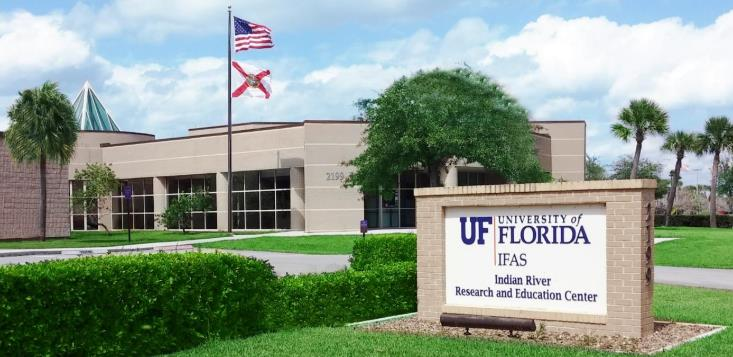 2199
UF UNIVERSITY of
FLORIDA
IFAS
Indian River
Research and Education Center